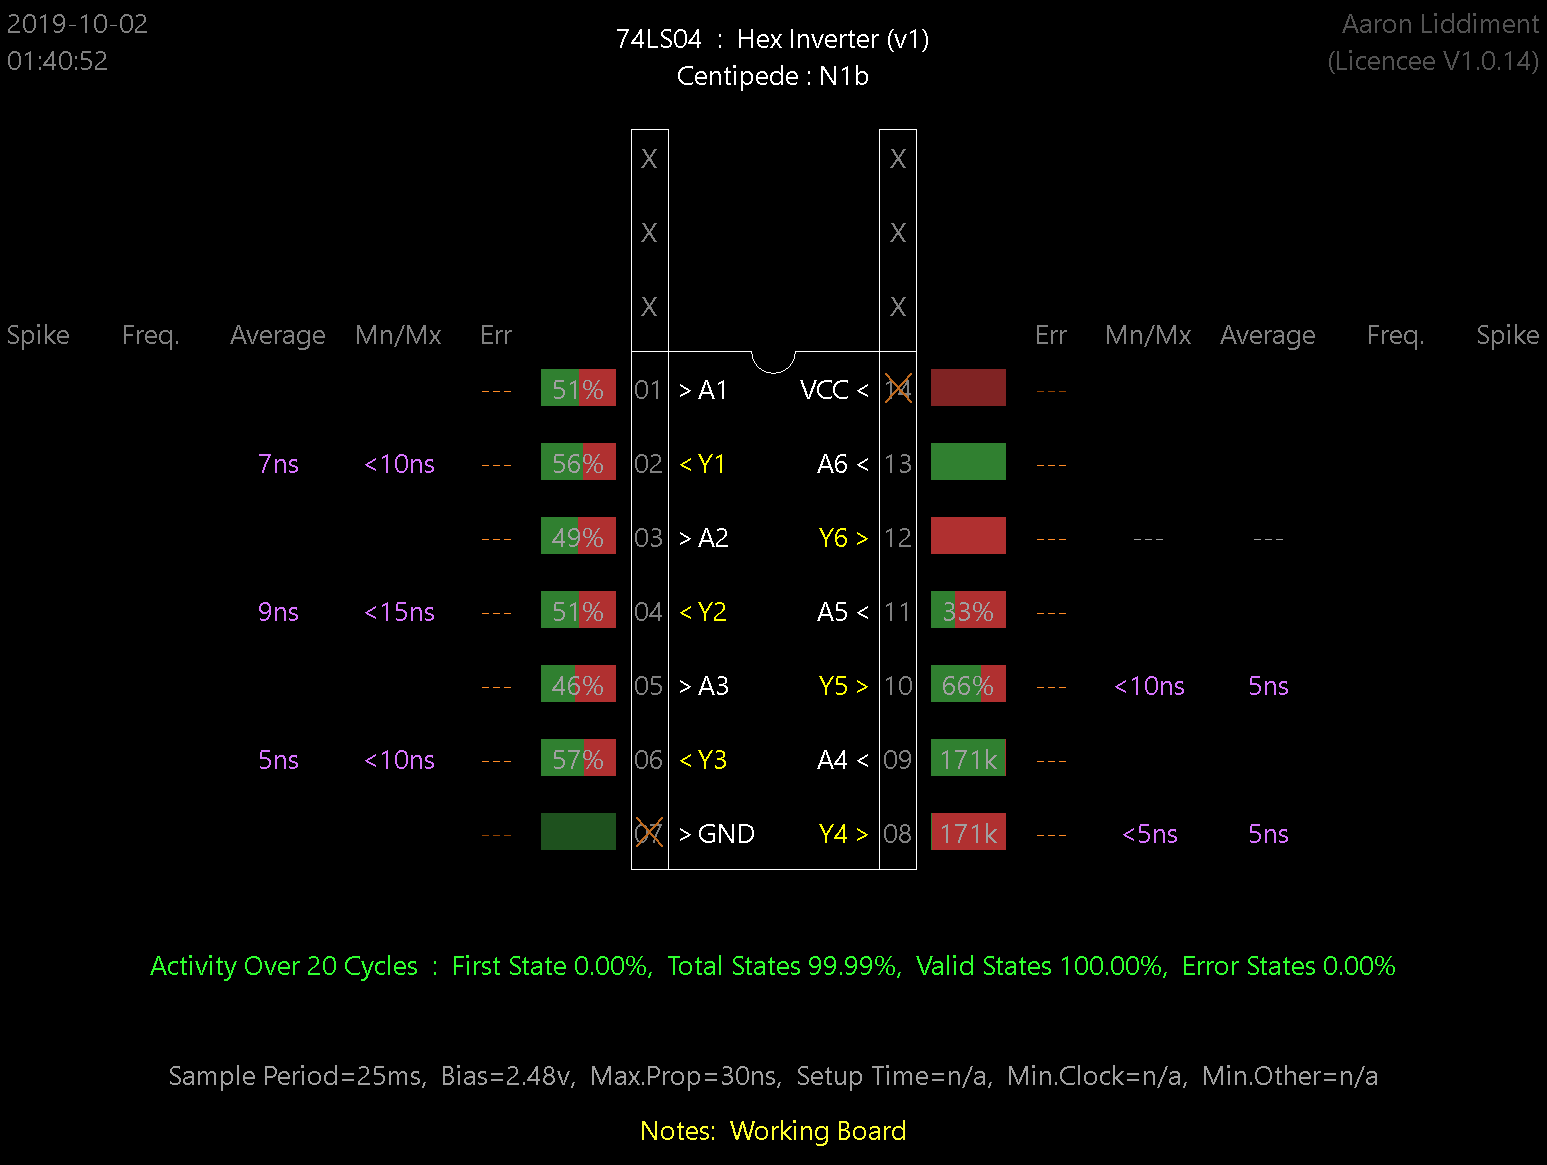 2019-10-02
01:40:52
74LS04 : Hex Inverter (v1)
Centipede : N1b
Aaron Liddiment
(Licencee V1.0.14)
X X
X X
X X
Spike Freq. Average Mn/Mx Err Err Mn/Mx Average Freq. Spike
--- 51% 01 > A1 VCC < 14 ---
7ns <10ns --- 56% 02 < Y1 A6 < 13 ---
--- 49% 03 > A2 Y6 > 12 --- --- ---
9ns <15ns --- 51% 04 < Y2 A5 < 11 33% ---
--- 46% 05 > A3 Y5 > 10 66% --- <10ns 5ns
5ns <10ns --- 57% 06 < Y3 A4 < 09 171k ---
--- 07 > GND Y4 > 08 171k --- <5ns 5ns
Activity Over 20 Cycles : First State 0.00%, Total States 99.99%, Valid States 100.00%, Error States 0.00%
Sample Period=25ms, Bias=2.48v, Max.Prop=30ns, Setup Time=n/a, Min.Clock=n/a, Min.Other=n/a
Notes: Working Board